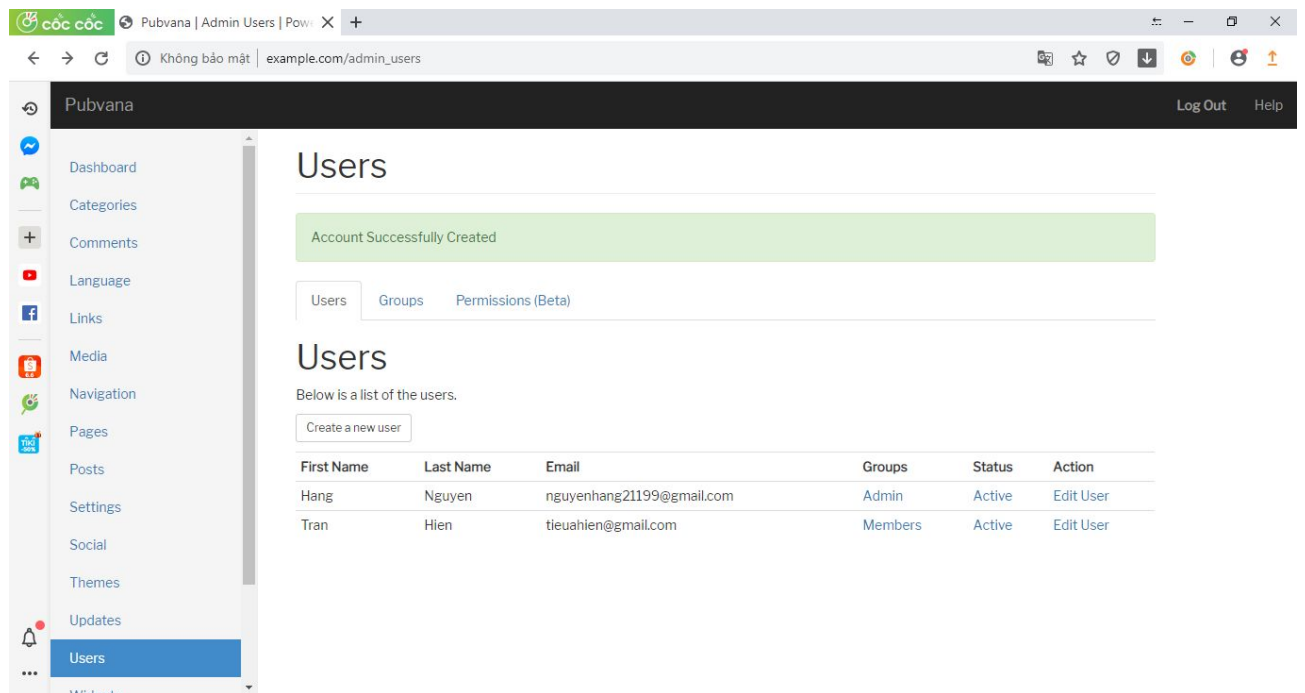 cốc cốc Pubvana | Admin Users | Pow
Không bảo mật example.com/admin_users
Pubvana Log Out Help
Dashboard
Categories
Comments
Language
Links
Media
Navigation
Pages
Posts
Settings
Social
Themes
Updates
Users
Users
Account Successfully Created
Users Groups Permissions (Beta)
Users
Below is a list of the users.
Create a new user
First Name Last Name Email Groups Status Action
Hang Nguyen nguyenhang21199@gmail.com Admin Active Edit User
Tran Hien tieuahien@gmail.com Members Active Edit User
TIKI